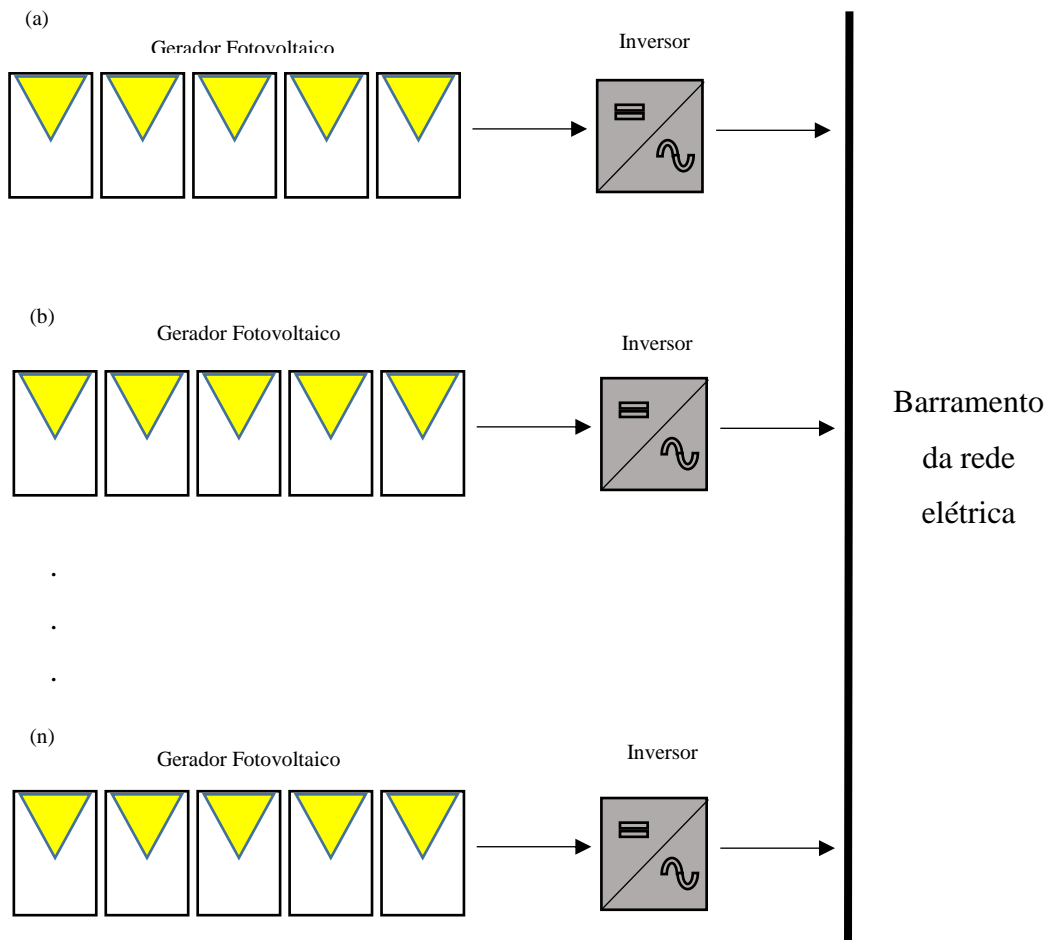 (a)
Gerador Fotovoltaico
Inversor
(b)
Gerador Fotovoltaico
Inversor
Barramento
da rede
elétrica
.
.
.
(n)
Gerador Fotovoltaico
Inversor